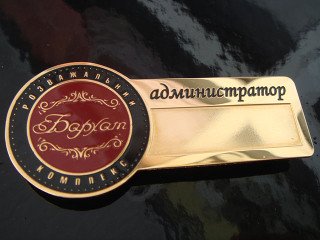 РОЗВАЖАЛЬНИЙ
Бархат
КОМПЛЕКС
администратор